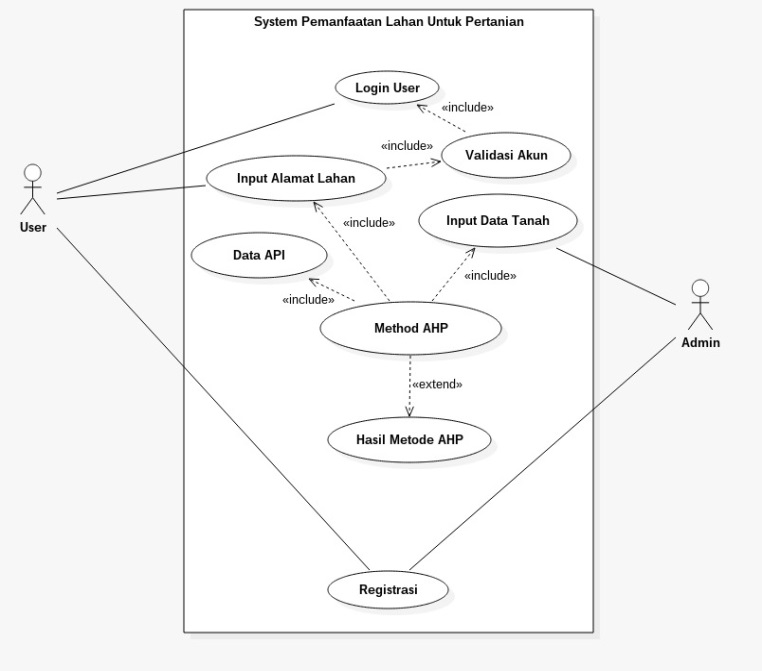 System Pemanfaatan Lahan Untuk Pertanian
Login User
«include»
«include»
Validasi Akun
Input Alamat Lahan
User
Input Data Tanah
«include»
Data API
«include»
«include»
Method AHP
Admin
«extend»
Hasil Metode AHP
Registrasi